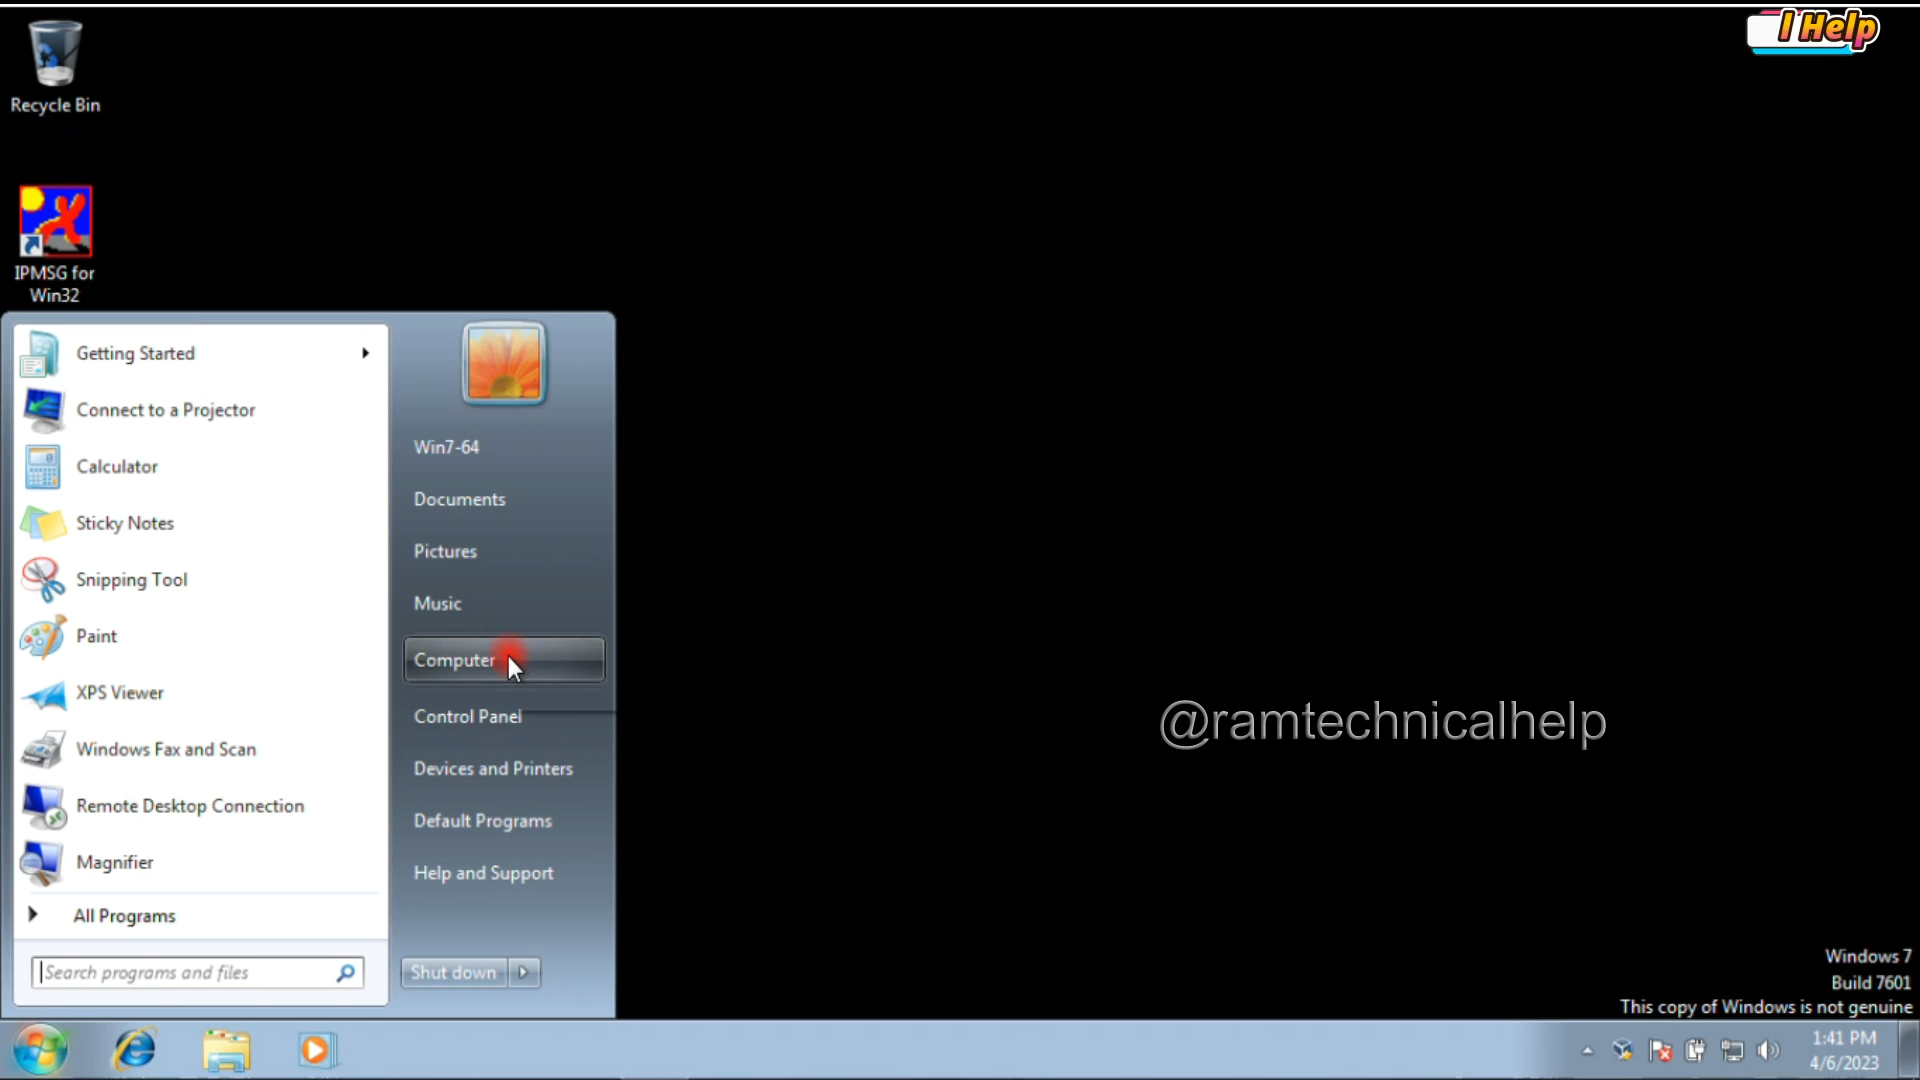 I Help
Recycle Bin
IPMSG for
Win32
Getting Started
Connect to a Projector
Calculator
Sticky Notes
Snipping Tool
Paint
XPS Viewer
Windows Fax and Scan
Remote Desktop Connection
Magnifier
All Programs
Search programs and files
Win7-64
Documents
Pictures
Music
Computer
Control Panel
Devices and Printers
Default Programs
Help and Support
Shut down
@ramtechnicalhelp
Windows 7
Build 7601
This copy of Windows is not genuine
1:41 PM
4/6/2023